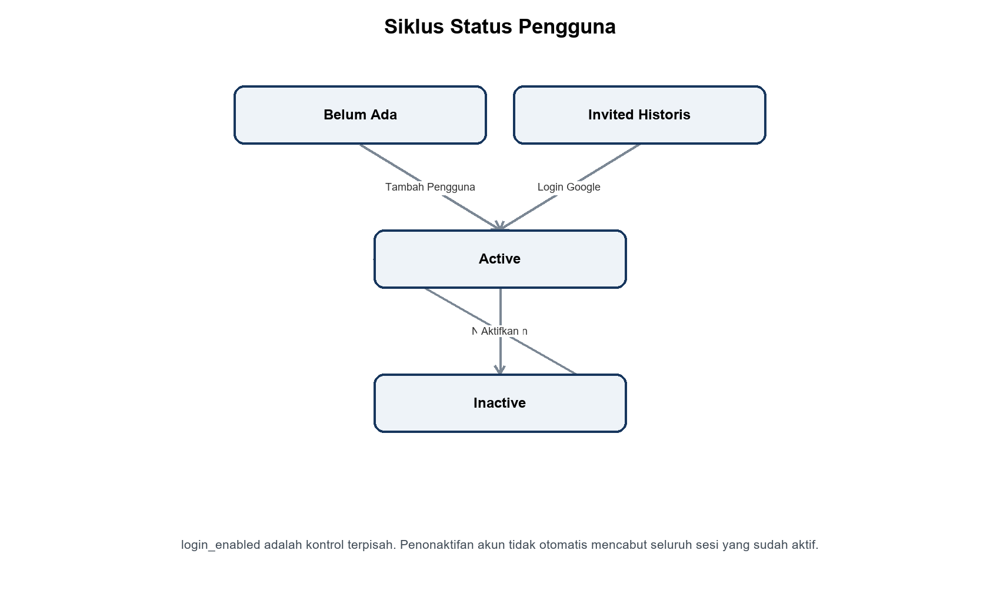 Siklus Status Pengguna
Belum Ada
Invited Historis
Tambah Pengguna
Login Google
Active
Aktifkan
Inactive
login_enabled adalah kontrol terpisah. Penonaktifan akun tidak otomatis mencabut seluruh sesi yang sudah aktif.